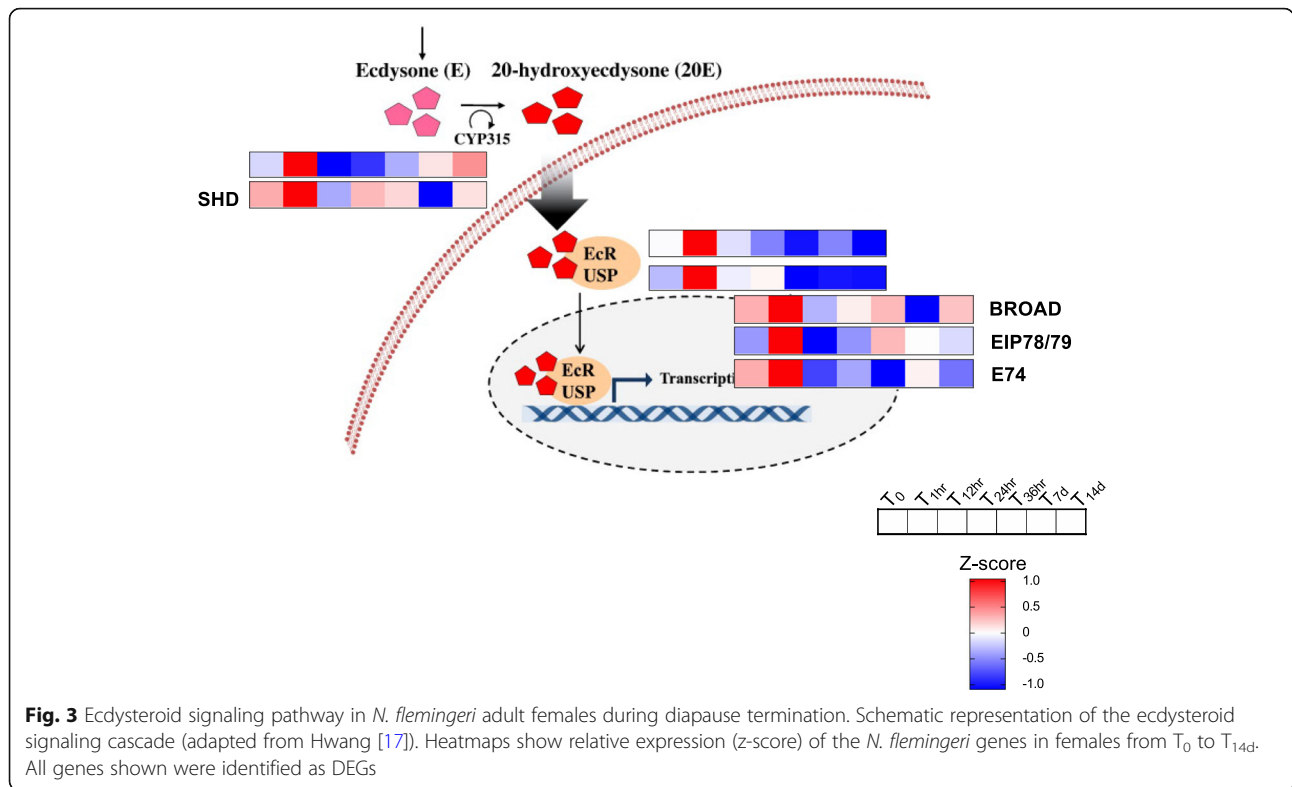 Ecdysone (E) 20-hydroxyecdysone (20E)
CYP315
SHD
EcR
USP
BROAD
EIP78/79
E74
EcR
USP
Transcripti
T0 T1hr T12hr T24hr T36hr T7d T14d
Z-score
1.0
0.5
0
-0.5
-1.0
Fig. 3 Ecdysteroid signaling pathway in N. flemingeri adult females during diapause termination. Schematic representation of the ecdysteroid
signaling cascade (adapted from Hwang [17]). Heatmaps show relative expression (z-score) of the N. flemingeri genes in females from T0 to T14d.
All genes shown were identified as DEGs